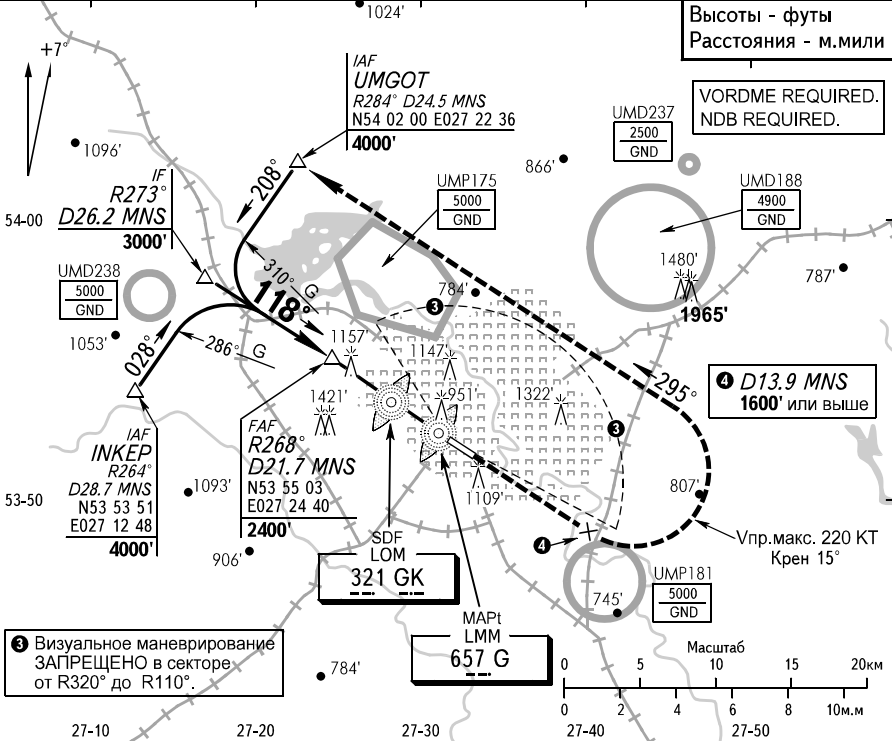 1024'
Высоты - футы
Расстояния - м.мили
+7°
IAF
UMGOT
R284° D24.5 MNS
N54 02 00 E027 22 36
4000'
VORDME REQUIRED.
NDB REQUIRED.
UMD237
2500
GND
1096'
866'
208°
IF
R273°
D26.2 MNS
3000'
UMP175
5000
GND
UMD188
4900
GND
54-00
310° G
118°
1480'
787'
1965'
UMD238
5000
GND
784'
3
1053'
028°
286° G
1157'
1147'
295°
4 D13.9 MNS
1600' или выше
1421'
951'
1322'
3
IAF
INKEP
R264°
D28.7 MNS
N53 53 51
E027 12 48
4000'
FAF
R268°
D21.7 MNS
N53 55 03
E027 24 40
2400'
53-50
1093'
1109'
807'
906'
4
Vпр.макс. 220 KT
Крен 15°
SDF
LOM
321 GK
UMP181
5000
GND
745'
MAPt
LMM
657 G
3 Визуальное маневрирование
ЗАПРЕЩЕНО в секторе
от R320° до R110°.
784'
Масштаб
0 5 10 15 20км
0 2 4 6 8 10м.м
27-10 27-20 27-30 27-40 27-50